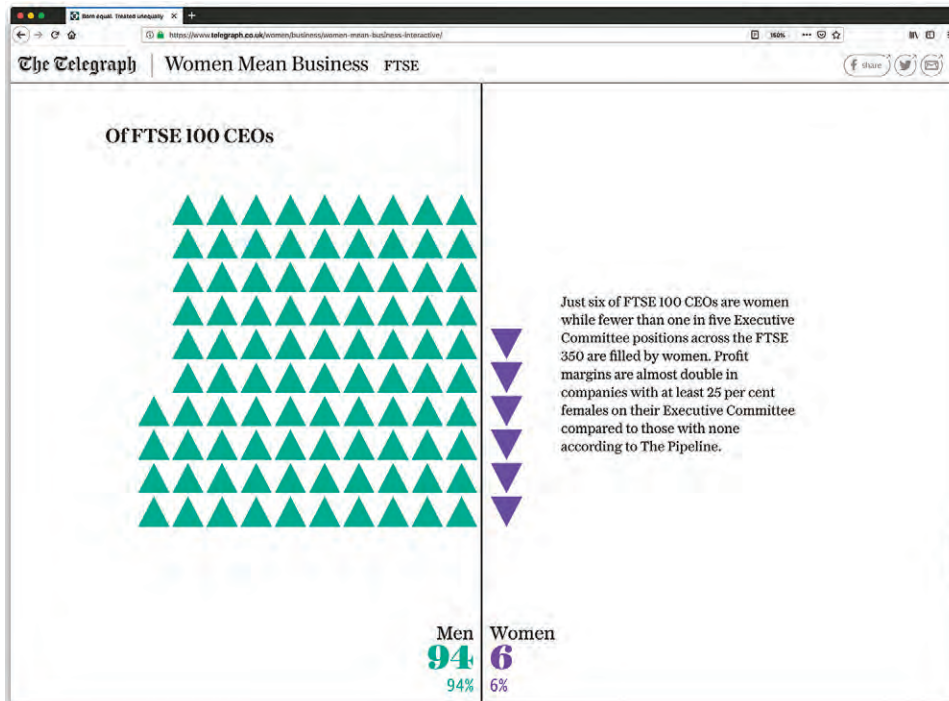 Born equal. Treated unequally
https://www.telegraph.co.uk/women/business/women-mean-business-interactive/
160%
The Telegraph
Women Mean Business FTSE
share
Of FTSE 100 CEOs
Just six of FTSE 100 CEOs are women
while fewer than one in five Executive
Committee positions across the FTSE
350 are filled by women. Profit
margins are almost double in
companies with at least 25 per cent
females on their Executive Committee
compared to those with none
according to The Pipeline.
Men Women
94 6
94% 6%